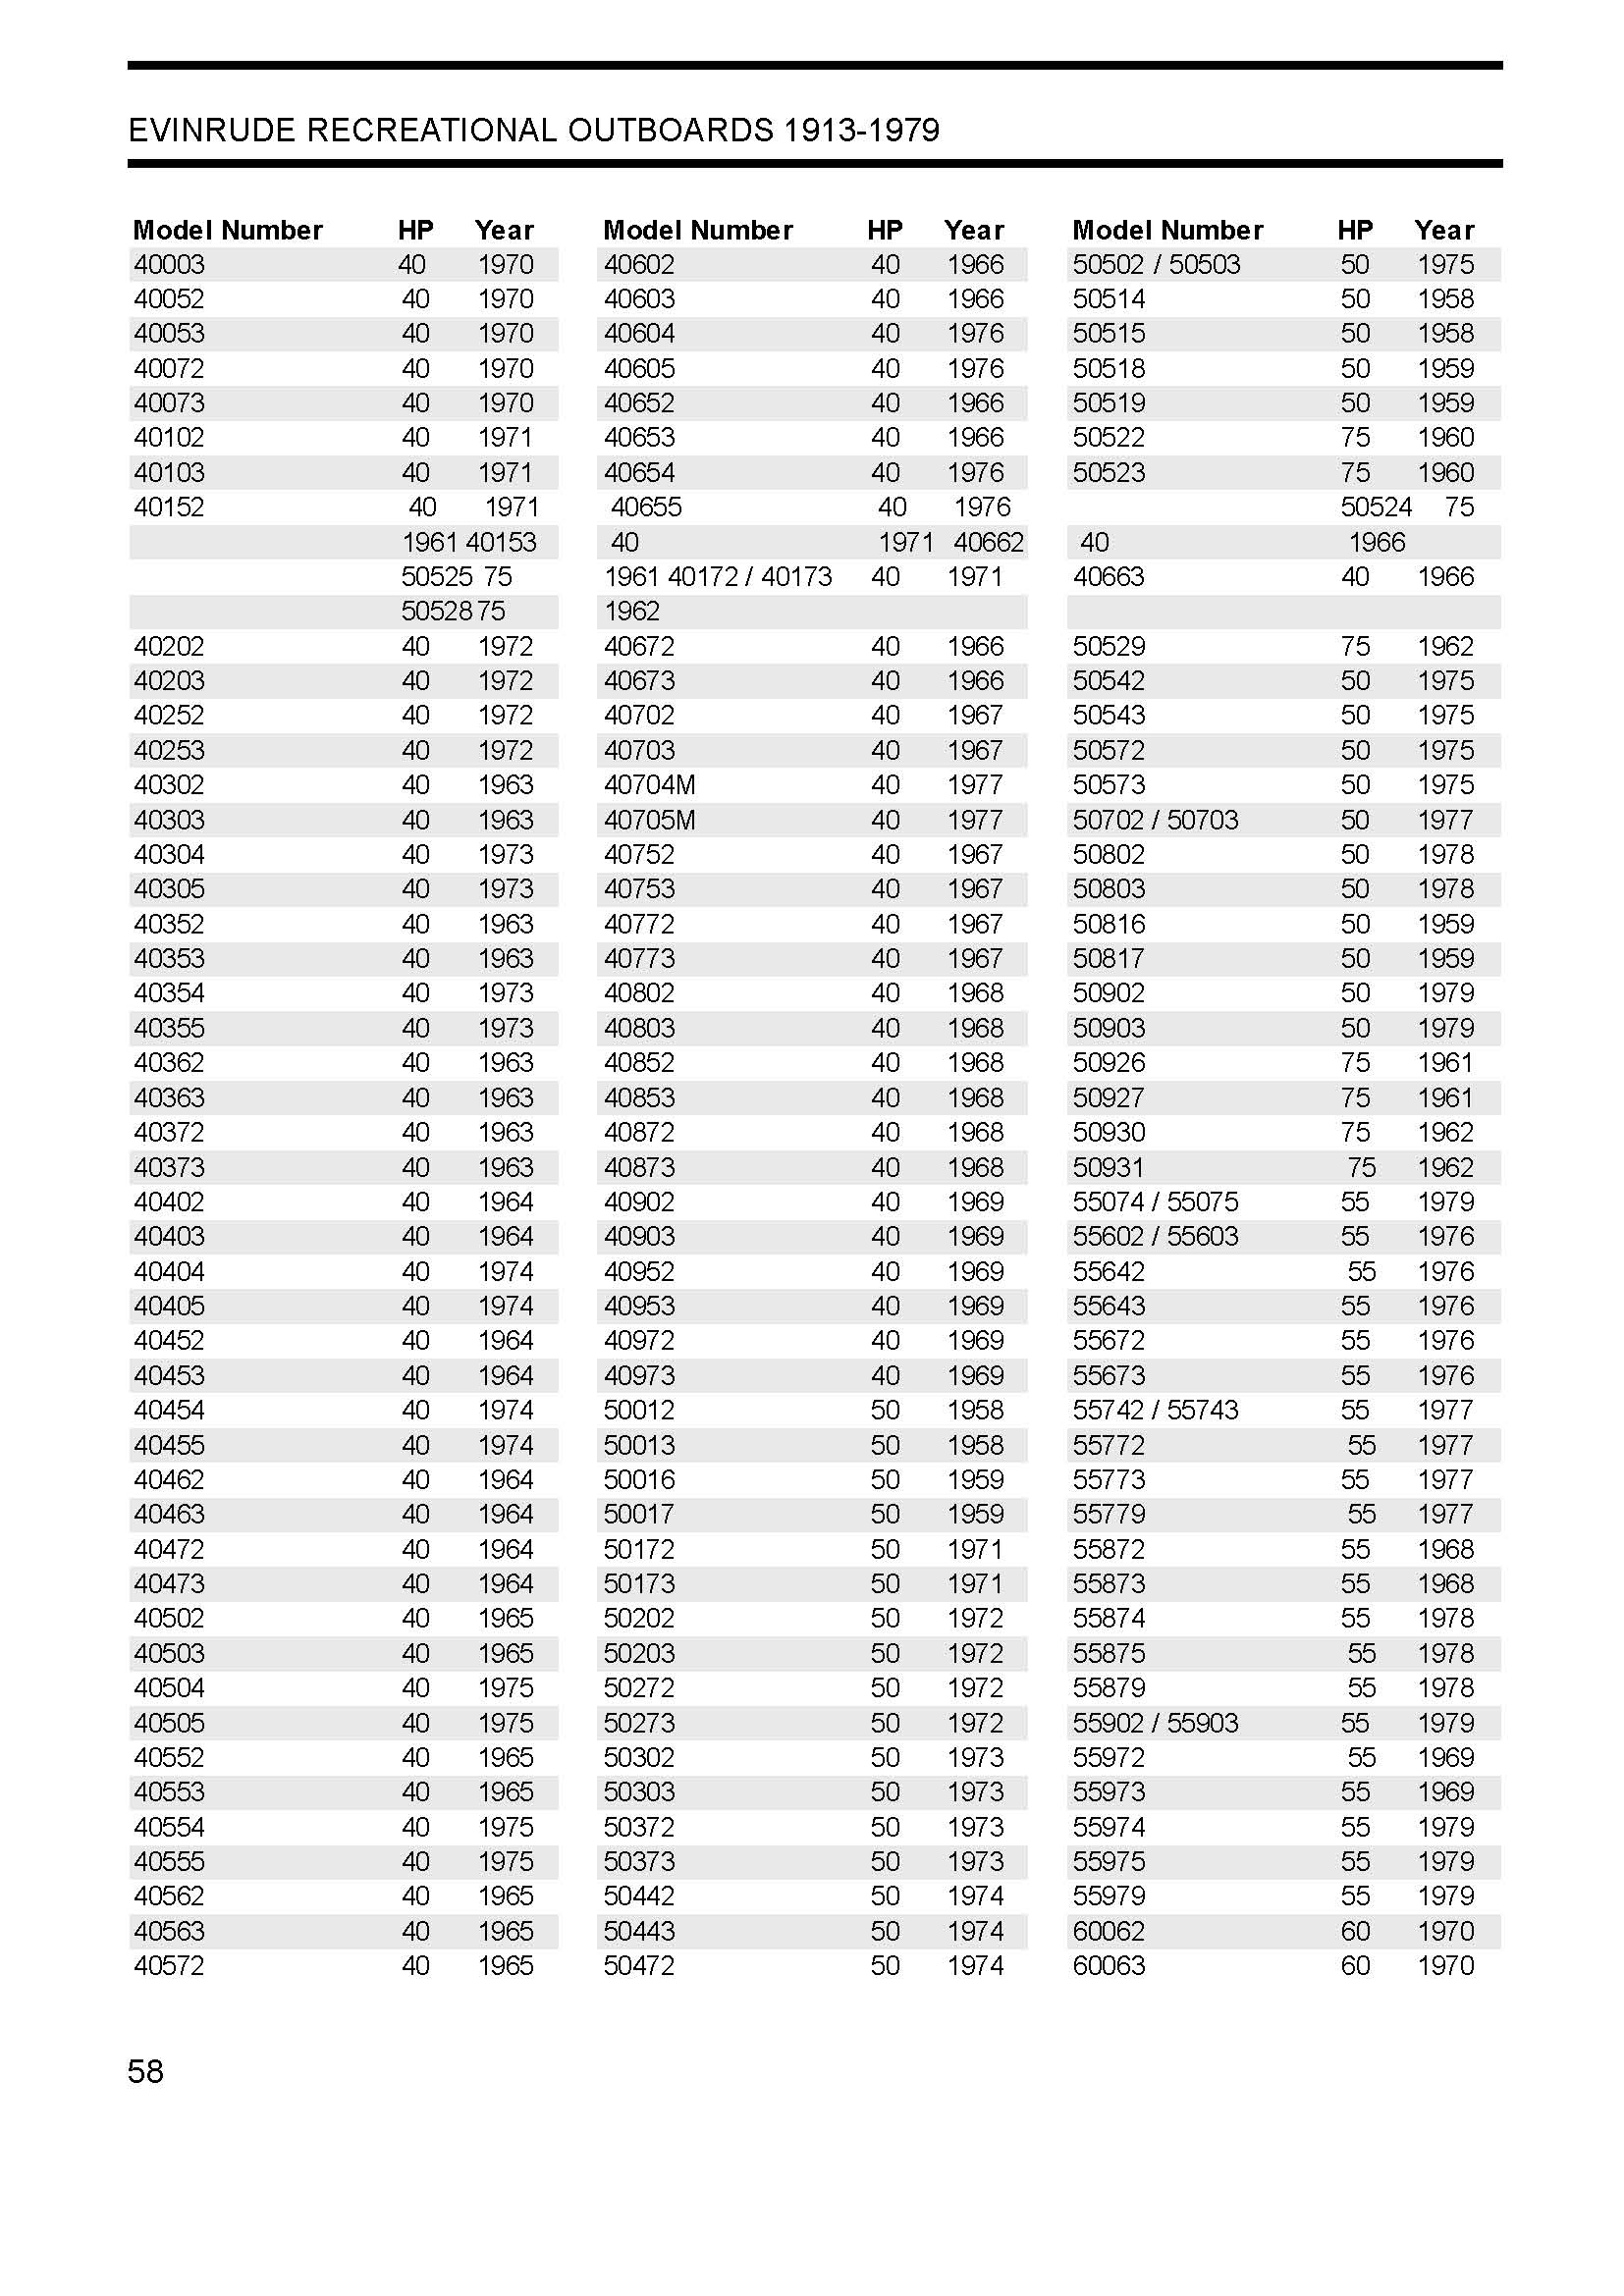 EVINRUDE RECREATIONAL OUTBOARDS 1913-1979
Model Number HP Year Model Number HP Year Model Number HP Year
40003 40 1970 40602 40 1966 50502 / 50503 50 1975
40052 40 1970 40603 40 1966 50514 50 1958
40053 40 1970 40604 40 1976 50515 50 1958
40072 40 1970 40605 40 1976 50518 50 1959
40073 40 1970 40652 40 1966 50519 50 1959
40102 40 1971 40653 40 1966 50522 75 1960
40103 40 1971 40654 40 1976 50523 75 1960
40152 40 1971 40655 40 1976 50524 75
1961 40153 40 1971 40662 40 1966
50525 75 1961 40172 / 40173 40 1971 40663 40 1966
50528 75 1962
40202 40 1972 40672 40 1966 50529 75 1962
40203 40 1972 40673 40 1966 50542 50 1975
40252 40 1972 40702 40 1967 50543 50 1975
40253 40 1972 40703 40 1967 50572 50 1975
40302 40 1963 40704M 40 1977 50573 50 1975
40303 40 1963 40705M 40 1977 50702 / 50703 50 1977
40304 40 1973 40752 40 1967 50802 50 1978
40305 40 1973 40753 40 1967 50803 50 1978
40352 40 1963 40772 40 1967 50816 50 1959
40353 40 1963 40773 40 1967 50817 50 1959
40354 40 1973 40802 40 1968 50902 50 1979
40355 40 1973 40803 40 1968 50903 50 1979
40362 40 1963 40852 40 1968 50926 75 1961
40363 40 1963 40853 40 1968 50927 75 1961
40372 40 1963 40872 40 1968 50930 75 1962
40373 40 1963 40873 40 1968 50931 75 1962
40402 40 1964 40902 40 1969 55074 / 55075 55 1979
40403 40 1964 40903 40 1969 55602 / 55603 55 1976
40404 40 1974 40952 40 1969 55642 55 1976
40405 40 1974 40953 40 1969 55643 55 1976
40452 40 1964 40972 40 1969 55672 55 1976
40453 40 1964 40973 40 1969 55673 55 1976
40454 40 1974 50012 50 1958 55742 / 55743 55 1977
40455 40 1974 50013 50 1958 55772 55 1977
40462 40 1964 50016 50 1959 55773 55 1977
40463 40 1964 50017 50 1959 55779 55 1977
40472 40 1964 50172 50 1971 55872 55 1968
40473 40 1964 50173 50 1971 55873 55 1968
40502 40 1965 50202 50 1972 55874 55 1978
40503 40 1965 50203 50 1972 55875 55 1978
40504 40 1975 50272 50 1972 55879 55 1978
40505 40 1975 50273 50 1972 55902 / 55903 55 1979
40552 40 1965 50302 50 1973 55972 55 1969
40553 40 1965 50303 50 1973 55973 55 1969
40554 40 1975 50372 50 1973 55974 55 1979
40555 40 1975 50373 50 1973 55975 55 1979
40562 40 1965 50442 50 1974 55979 55 1979
40563 40 1965 50443 50 1974 60062 60 1970
40572 40 1965 50472 50 1974 60063 60 1970
58